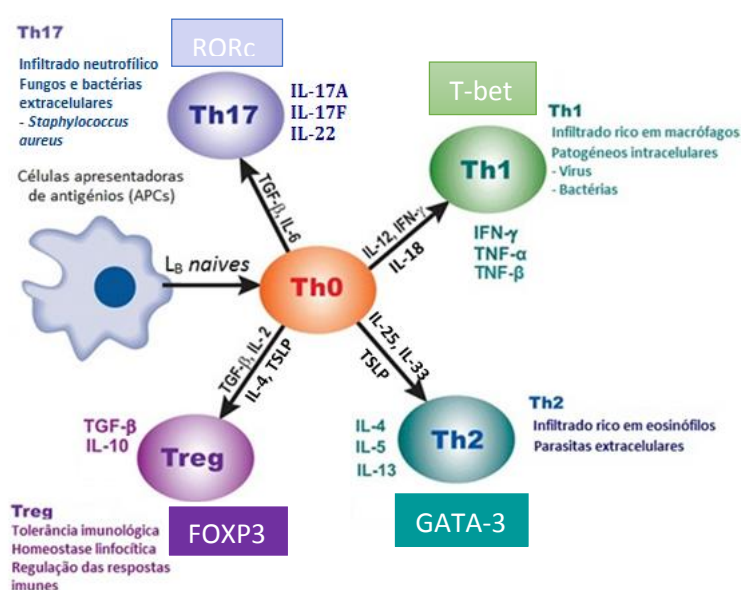 Th17
RORc
Infiltrado neutrofílico
Fungos e bactérias
extracelulares
- Staphylococcus
aureus
Th17
IL-17A
IL-17F
IL-22
T-bet
Th1
Infiltrado rico em macrófagos
Patogéneos intracelulares
- Vírus
- Bactérias
Th1
IFN-γ
TNF-α
TNF-β
Células apresentadoras
de antigénios (APCs)
TGF-β, IL-6
IL-12, IFN-γ
IL-18
LB naives
Th0
TGF-β, IL-2
IL-4, TSLP
IL-25, IL-33
TSLP
TGF-β
IL-10
Treg
IL-4
IL-5
IL-13
Th2
Th2
Infiltrado rico em eosinófilos
Parasitas extracelulares
Treg
Tolerância imunológica
Homeostase linfocítica
Regulação das respostas
imunes
FOXP3
GATA-3